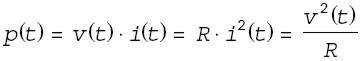 p(t) = v(t) · i(t) = R · i²(t) = v²(t) / R